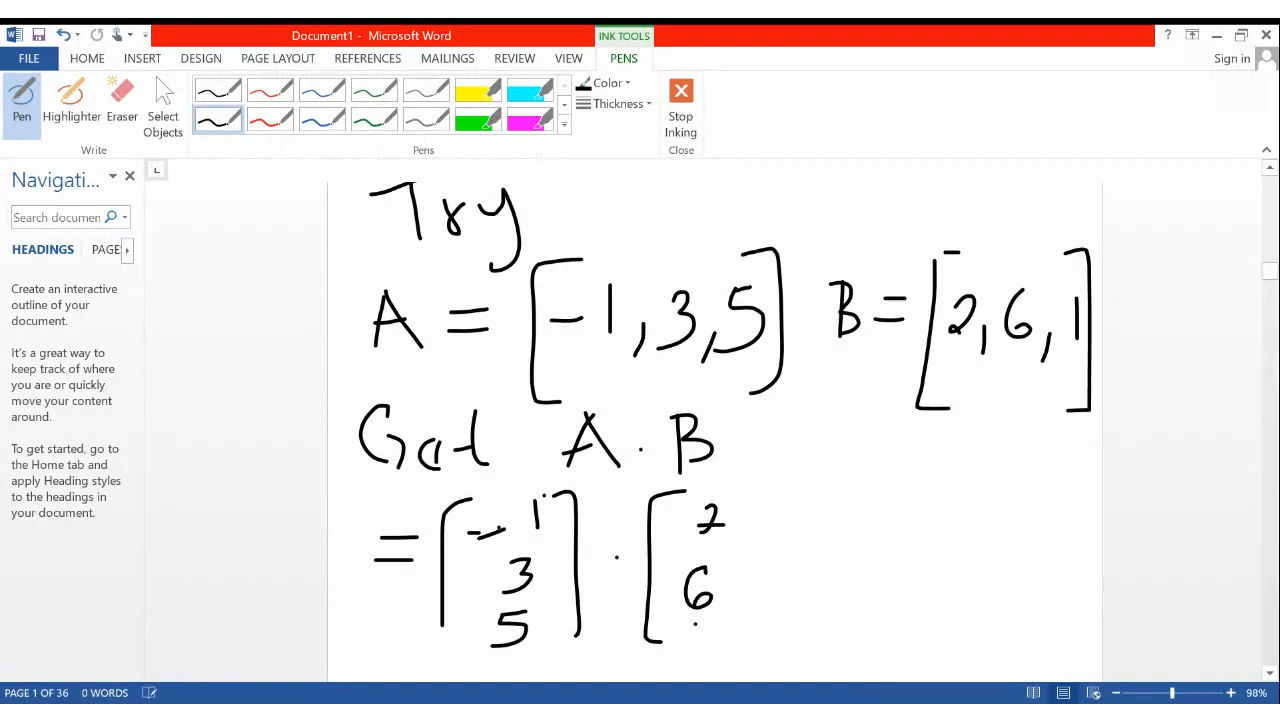 Document1 - Microsoft Word
INK TOOLS
?
FILE HOME INSERT DESIGN PAGE LAYOUT REFERENCES MAILINGS REVIEW VIEW PENS
Sign in
Pen Highlighter Eraser Select Objects
Color
Thickness
Stop Inking
Write Pens Close
L
Navigati...
Search documen
HEADINGS PAGE
Create an interactive
outline of your
document.
It's a great way to
keep track of where
you are or quickly
move your content
around.
To get started, go to
the Home tab and
apply Heading styles
to the headings in
your document.
Try
A = [-1, 3, 5] B = [2, 6, 1]
Get A . B
= [-1 3 5] . [2 6
PAGE 1 OF 36 0 WORDS
98%